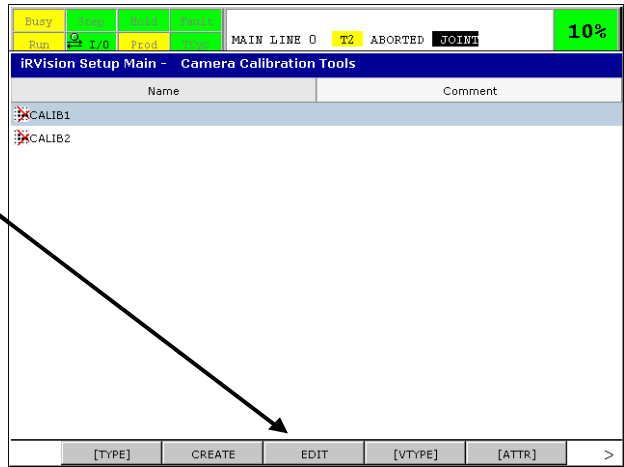 Busy Step Hold Fault
Run I/O Prod TCyc
MAIN LINE 0 T2 ABORTED JOINT
10%
iRVision Setup Main - Camera Calibration Tools
Name Comment
CALIB1
CALIB2
[TYPE] CREATE EDIT [VTYPE] [ATTR] >